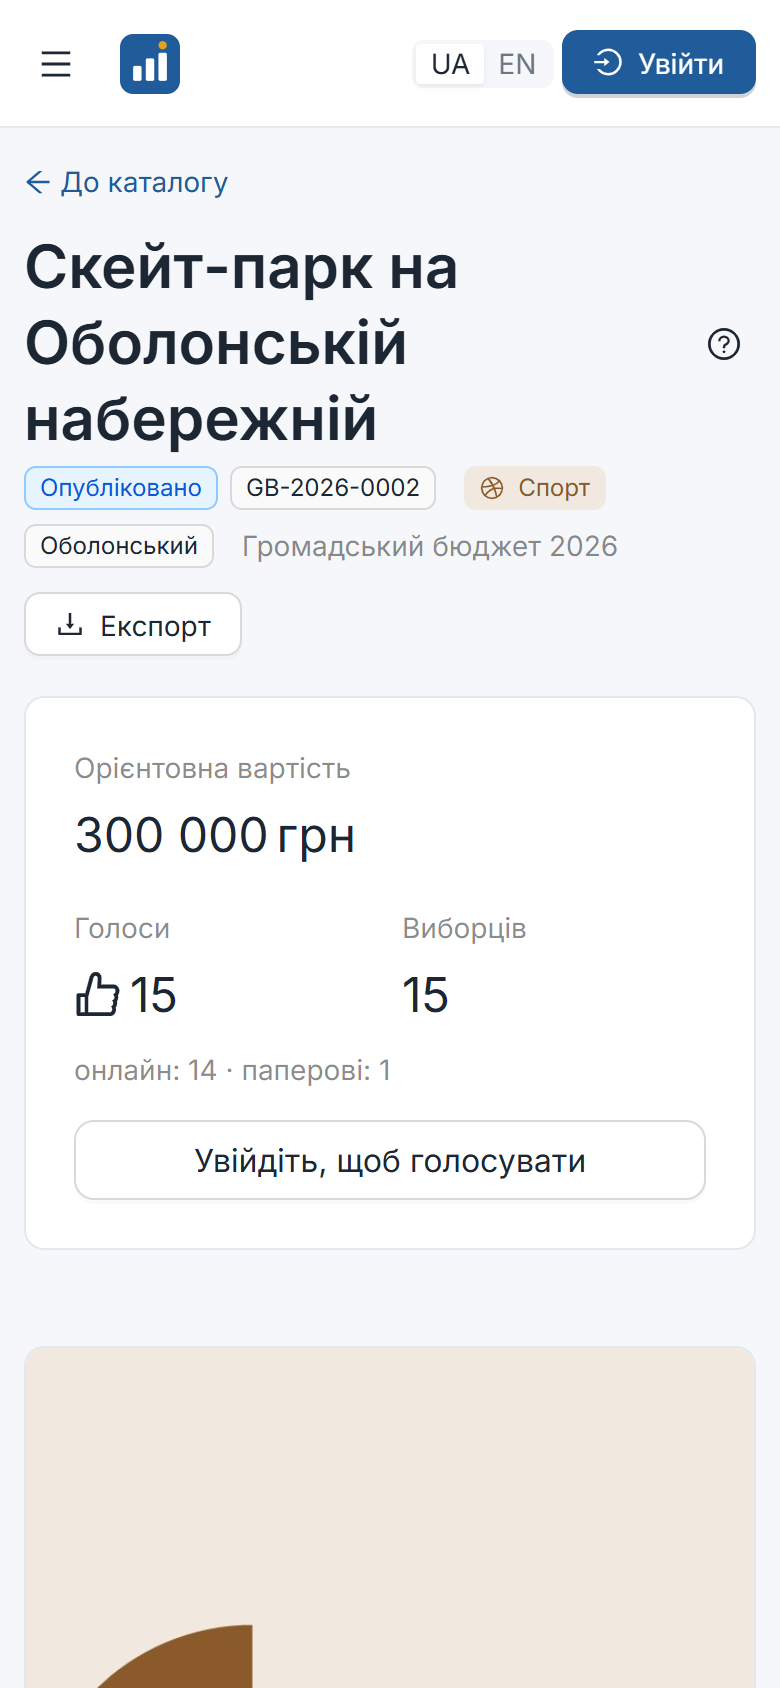 UA EN Увійти
← До каталогу
Скейт-парк на
Оболонській
набережній
Опубліковано GB-2026-0002 Спорт
Оболонський Громадський бюджет 2026
Експорт
Орієнтовна вартість
300 000 грн
Голоси Виборців
15 15
онлайн: 14 · паперові: 1
Увійдіть, щоб голосувати